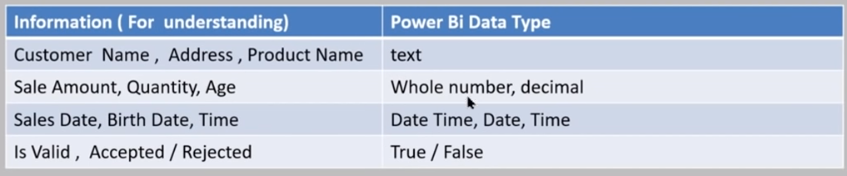 Information ( For understanding) Power Bi Data Type
Customer Name , Address , Product Name text
Sale Amount, Quantity, Age Whole number, decimal
Sales Date, Birth Date, Time Date Time, Date, Time
Is Valid , Accepted / Rejected True / False